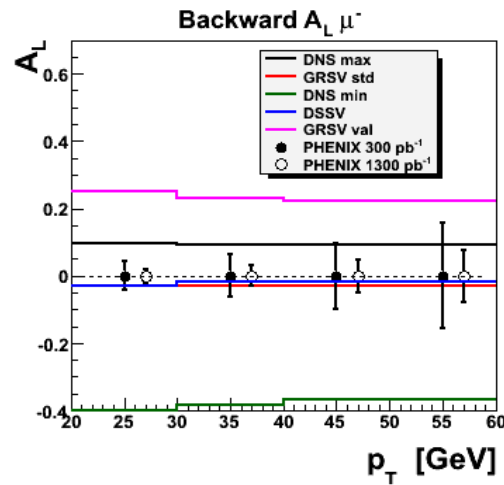 Backward A_L μ⁻
A_L
DNS max
GRSV std
DNS min
DSSV
GRSV val
PHENIX 300 pb⁻¹
PHENIX 1300 pb⁻¹
0.6
0.4
0.2
0
-0.2
-0.4
20 25 30 35 40 45 50 55 60
p_T [GeV]